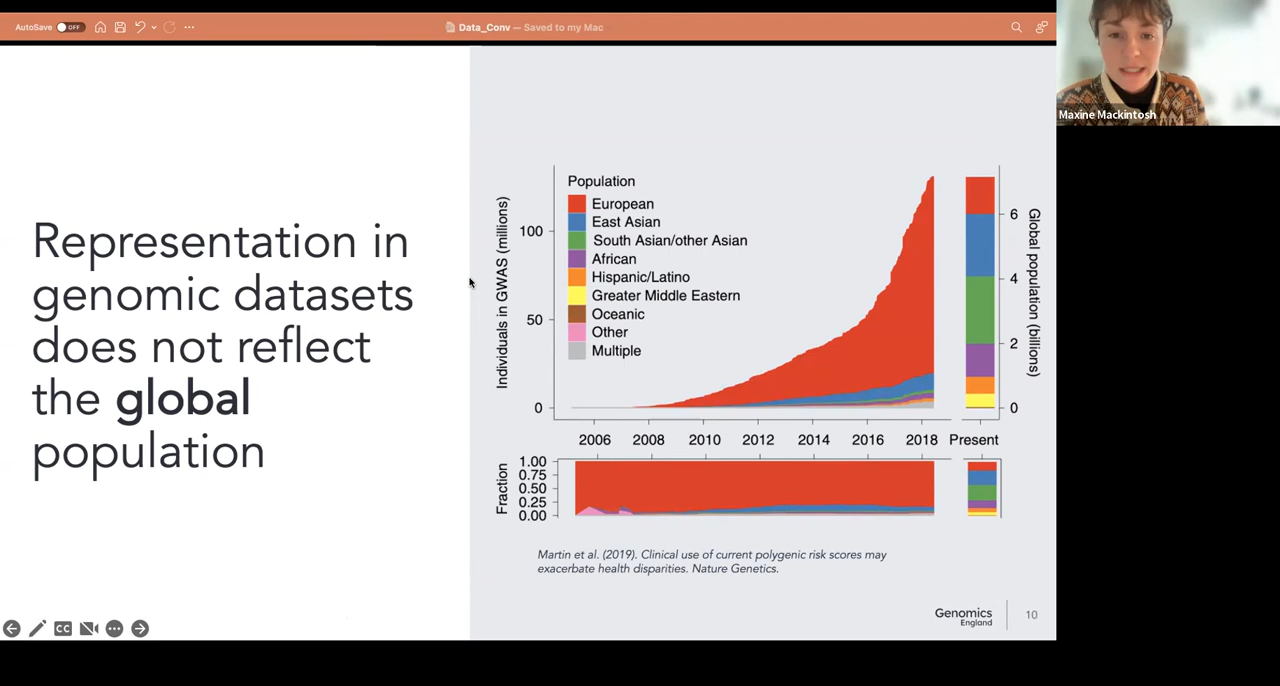 AutoSave OFF
Data_Conv — Saved to my Mac
Maxine Mackintosh
Representation in
genomic datasets
does not reflect
the global
population
Population
European
East Asian
South Asian/other Asian
African
Hispanic/Latino
Greater Middle Eastern
Oceanic
Other
Multiple
Individuals in GWAS (millions)
100
50
0
Global population (billions)
6
4
2
0
2006 2008 2010 2012 2014 2016 2018 Present
Fraction
1.00
0.75
0.50
0.25
0.00
Martin et al. (2019). Clinical use of current polygenic risk scores may
exacerbate health disparities. Nature Genetics.
Genomics
England
10
CC